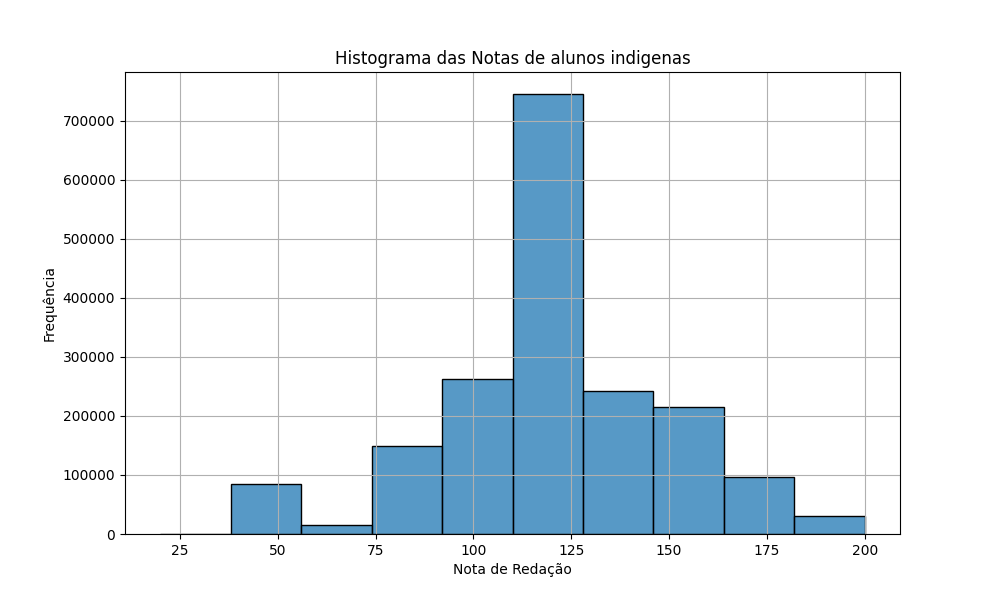 Histograma das Notas de alunos indigenas
700000
600000
500000
400000
300000
200000
100000
0
Frequência
25 50 75 100 125 150 175 200
Nota de Redação